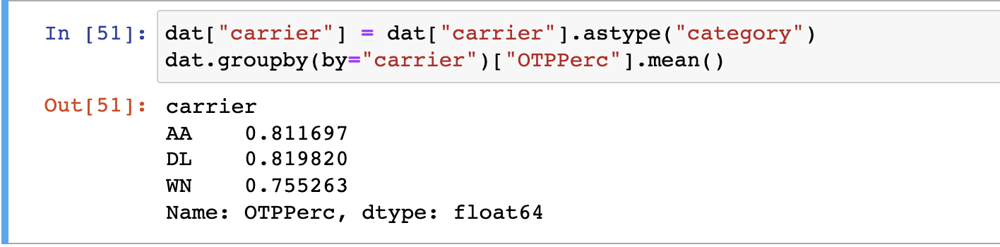 In [51]: dat["carrier"] = dat["carrier"].astype("category")
dat.groupby(by="carrier")["OTPPerc"].mean()
Out[51]: carrier
AA    0.811697
DL    0.819820
WN    0.755263
Name: OTPPerc, dtype: float64